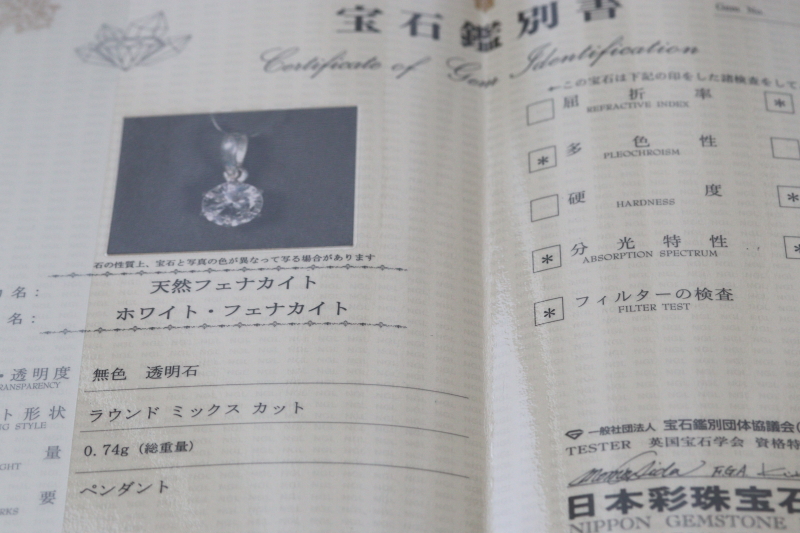 宝石鑑別書
Certificate of Gem Identification
Gem No.
←この宝石は下記の印をした諸検査をして
屈折率
REFRACTIVE INDEX
*
* 多色性
PLEOCHROISM
硬度
HARDNESS
*
* 分光特性
ABSORPTION SPECTRUM
*
* フィルターの検査
FILTER TEST
石の性質上、宝石と写真の色が異なって写る場合があります
名: 天然フェナカイト
名: ホワイト・フェナカイト
・透明度 無色 透明石
TRANSPARENCY
ト形状 ラウンド ミックス カット
NG STYLE
量 0.74g (総重量)
GHT
要 ペンダント
RKS
一般社団法人 宝石鑑別団体協議会(
TESTER 英国宝石学会 資格特
F.G.A
日本彩珠宝石
NIPPON GEMSTONE